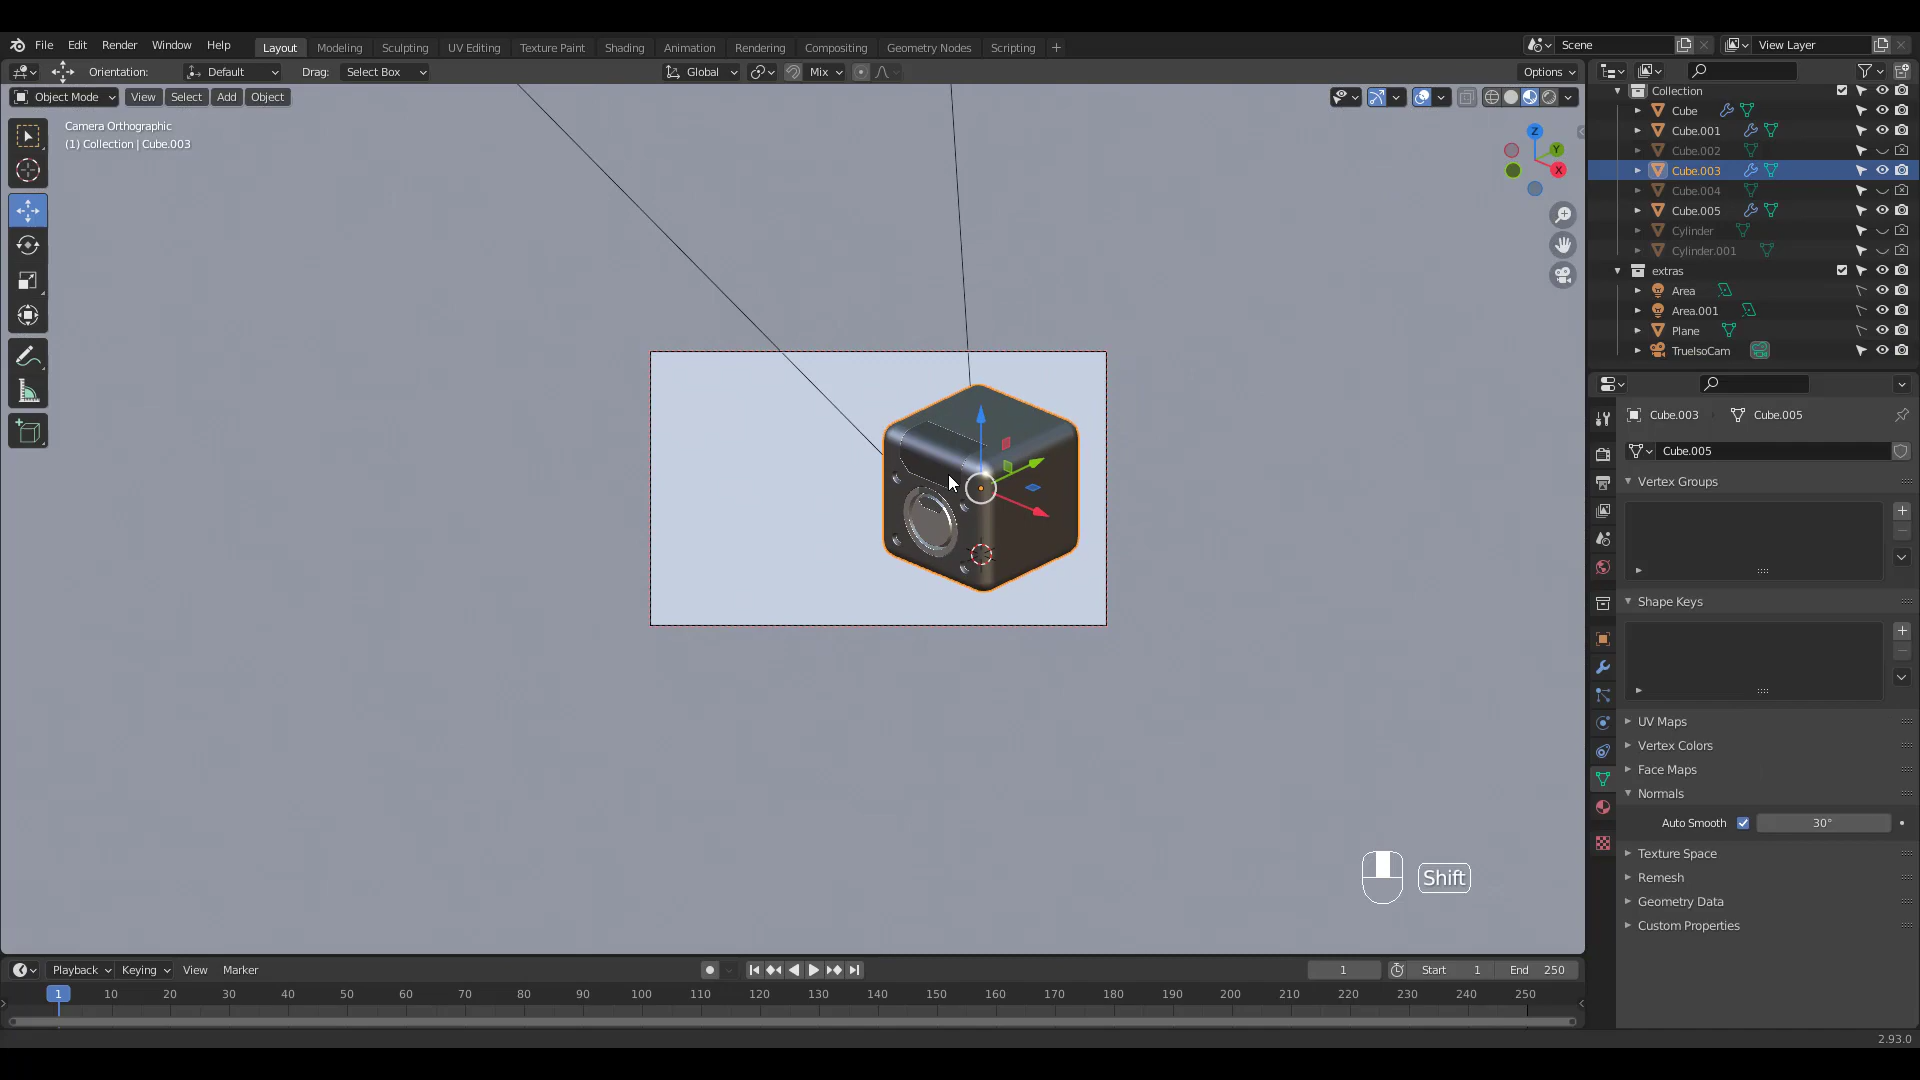 File Edit Render Window Help Layout Modeling Sculpting UV Editing Texture Paint Shading Animation Rendering Compositing Geometry Nodes Scripting Scene View Layer
Orientation: Default Drag: Select Box Global Mix Options
Object Mode View Select Add Object
Camera Orthographic
(1) Collection | Cube.003
Z
Y
X
Collection
Cube
Cube.001
Cube.002
Cube.003
Cube.004
Cube.005
Cylinder
Cylinder.001
extras
Area
Area.001
Plane
TrueIsoCam
Cube.003 Cube.005
Cube.005
Vertex Groups
Shape Keys
UV Maps
Vertex Colors
Face Maps
Normals
Auto Smooth 30°
Texture Space
Remesh
Geometry Data
Custom Properties
Shift
Playback Keying View Marker 1 Start 1 End 250
1 10 20 30 40 50 60 70 80 90 100 110 120 130 140 150 160 170 180 190 200 210 220 230 240 250
2.93.0